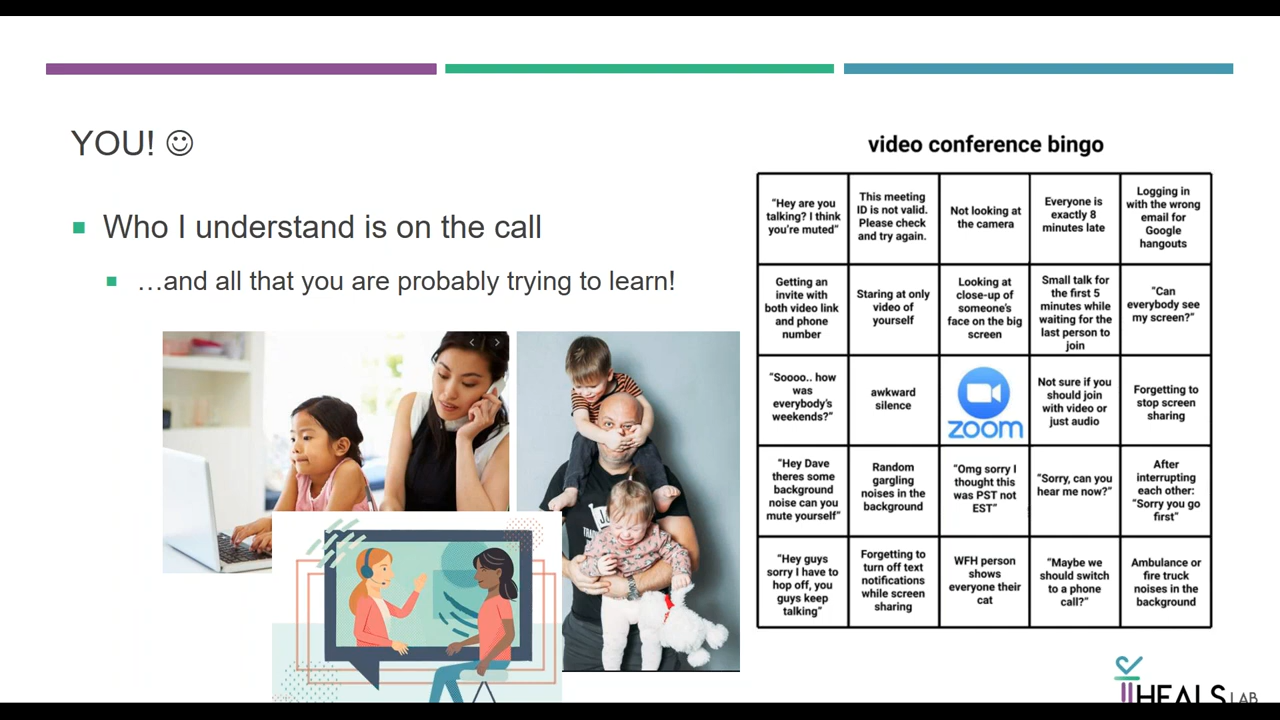 YOU! ☺
Who I understand is on the call
…and all that you are probably trying to learn!
video conference bingo
"Hey are you
talking? I think
you're muted"
This meeting
ID is not valid.
Please check
and try again.
Not looking at
the camera
Everyone is
exactly 8
minutes late
Logging in
with the wrong
email for
Google
hangouts
Getting an
invite with
both video link
and phone
number
Staring at only
video of
yourself
Looking at
close-up of
someone's
face on the big
screen
Small talk for
the first 5
minutes while
waiting for the
last person to
join
"Can
everybody see
my screen?"
"Soooo.. how
was
everybody's
weekends?"
awkward
silence
zoom
Not sure if you
should join
with video or
just audio
Forgetting to
stop screen
sharing
"Hey Dave
theres some
background
noise can you
mute yourself"
Random
gargling
noises in the
background
"Omg sorry I
thought this
was PST not
EST"
"Sorry, can you
hear me now?"
After
interrupting
each other:
"Sorry you go
first"
"Hey guys
sorry I have to
hop off, you
guys keep
talking"
Forgetting to
turn off text
notifications
while screen
sharing
WFH person
shows
everyone their
cat
"Maybe we
should switch
to a phone
call?"
Ambulance or
fire truck
noises in the
background
HEALS LAB